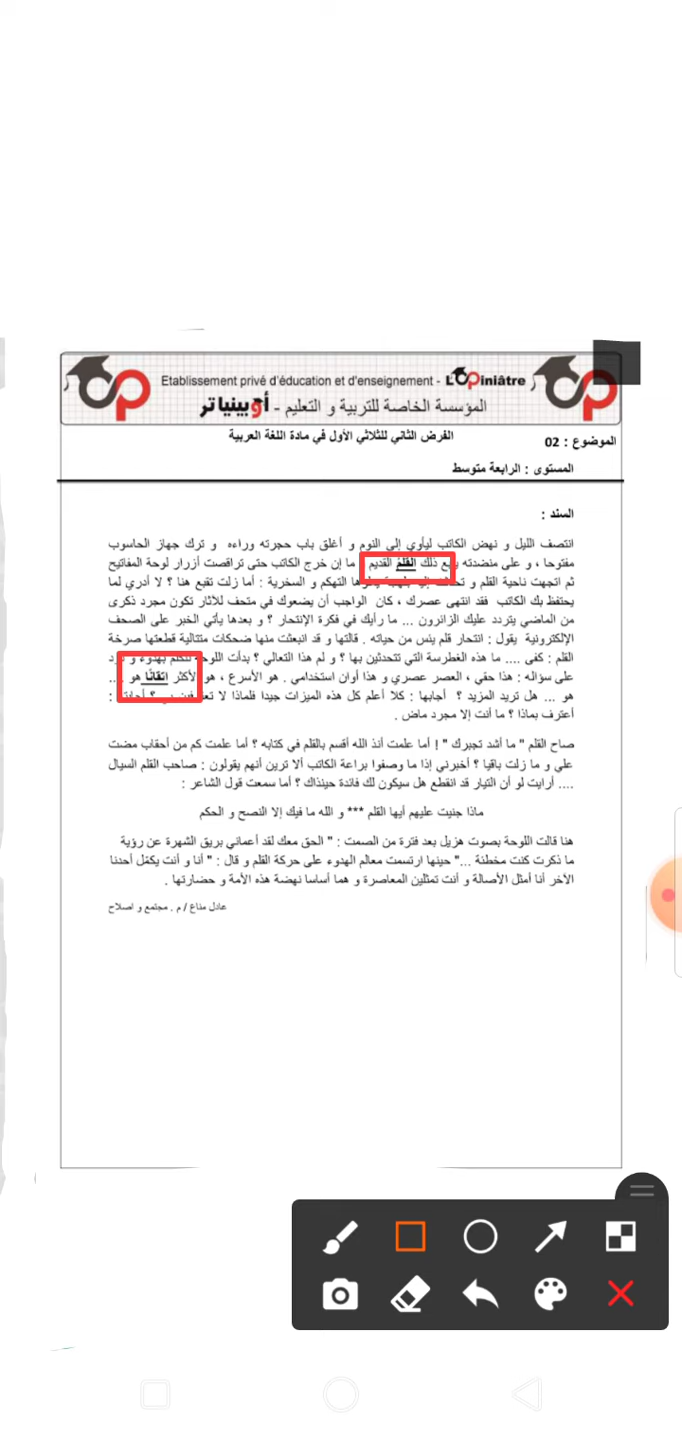 Etablissement privé d'éducation et d'enseignement - L'Opiniâtre
المؤسسة الخاصة للتربية و التعليم - أوبينياتر
الفرض الثاني للثلاثي الأول في مادة اللغة العربية
الموضوع : 02
المستوى : الرابعة متوسط
السند :
انتصف الليل و نهض الكاتب ليأوي إلى النوم و أغلق باب حجرته وراءه و ترك جهاز الحاسوب
مفتوحا ، و على منضدته يقبع ذلك القلمُ القديم ما إن خرج الكاتب حتى تراقصت أزرار لوحة المفاتيح
ثم اتجهت ناحية القلم و إليه التهكم و السخرية : أما زلت تقبع هنا ؟ لا أدري لما
يحتفظ بك الكاتب فقد انتهى عصرك ، كان الواجب أن يضعوك في متحف للآثار تكون مجرد ذكرى
من الماضي يتردد عليك الزائرون ... ما رأيك في فكرة الإنتحار ؟ و بعدها يأتي الخبر على الصحف
الإلكترونية يقول : انتحار قلم يئس من حياته . قالتها و قد انبعثت منها ضحكات متتالية قطعتها صرخة
القلم : كفى .... ما هذه الغطرسة التي تتحدثين بها ؟ و لم هذا التعالي ؟ بدأت اللوحة تتكلم بهدوء و ترد
على سؤاله : هذا حقي ، العصر عصري و هذا أوان استخدامي . هو الأسرع ، هو الأكثر إتقانًا هو ...
هو ... هل تريد المزيد ؟ أجابها : كلا أعلم كل هذه الميزات جيدا فلماذا لا :
أعترف بماذا ؟ ما أنت إلا مجرد ماض .
صاح القلم " ما أشد تجبرك " ! أما علمت أنذ الله أقسم بالقلم في كتابه ؟ أما علمت كم من أحقاب مضت
علي و ما زلت باقيا ؟ أخبرني إذا ما وصفوا براعة الكاتب ألا ترين أنهم يقولون : صاحب القلم السيال
.... أرايت لو أن التيار قد انقطع هل سيكون لك فائدة حينذاك ؟ أما سمعت قول الشاعر :
ماذا جنيت عليهم أيها القلم *** و الله ما فيك إلا النصح و الحكم
هنا قالت اللوحة بصوت هزيل بعد فترة من الصمت : " الحق معك لقد أعماني بريق الشهرة عن رؤية
ما ذكرت كنت مخطئة ..." حينها ارتسمت معالم الهدوء على حركة القلم و قال : " أنا و أنت يكمّل أحدنا
الآخر أنا أمثل الأصالة و أنت تمثلين المعاصرة و هما أساسا نهضة هذه الأمة و حضارتها .
عادل مناع / م . مجتمع و اصلاح